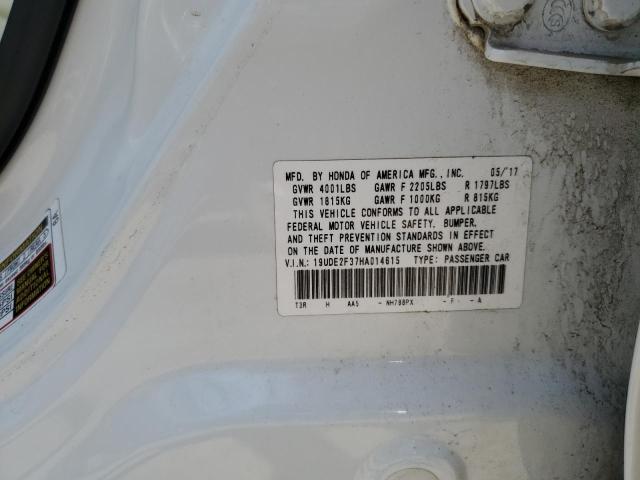 MFD. BY HONDA OF AMERICA MFG., INC. 05/'17
GVWR 4001LBS GAWR F 2205LBS R 1797LBS
GVWR 1815KG GAWR F 1000KG R 815KG
THIS VEHICLE CONFORMS TO ALL APPLICABLE
FEDERAL MOTOR VEHICLE SAFETY, BUMPER,
AND THEFT PREVENTION STANDARDS IN EFFECT
ON THE DATE OF MANUFACTURE SHOWN ABOVE.
V.I.N.: 19UDE2F37HA014615 TYPE: PASSENGER CAR
T3R H AA5 - NH788PX - F - A